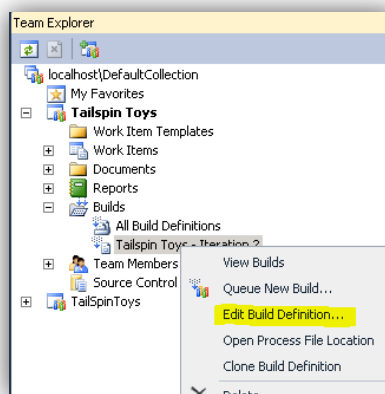 Team Explorer
localhost\DefaultCollection
My Favorites
Tailspin Toys
Work Item Templates
Work Items
Documents
Reports
Builds
All Build Definitions
Tailspin Toys - Iteration 2
Team Members
Source Control
TailSpinToys
View Builds
Queue New Build...
Edit Build Definition...
Open Process File Location
Clone Build Definition
Delete